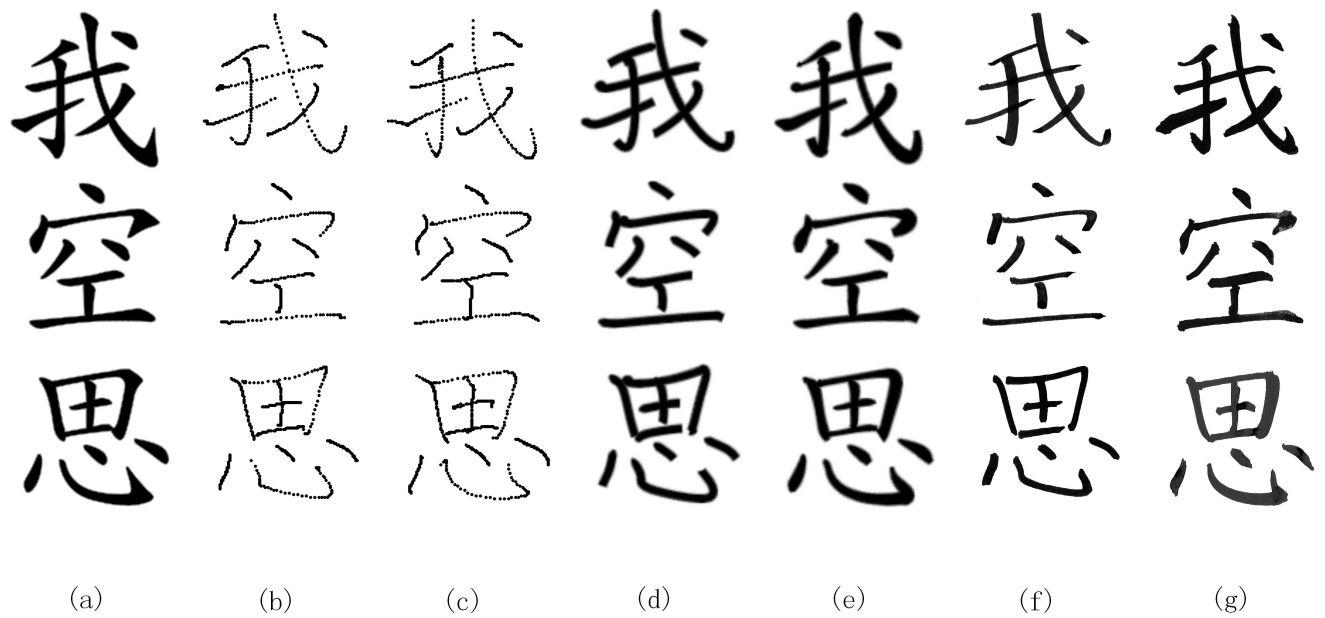 我 我 我 我 我 我 我
空 空 空 空 空 空 空
思 思 思 思 思 思 思
(a) (b) (c) (d) (e) (f) (g)